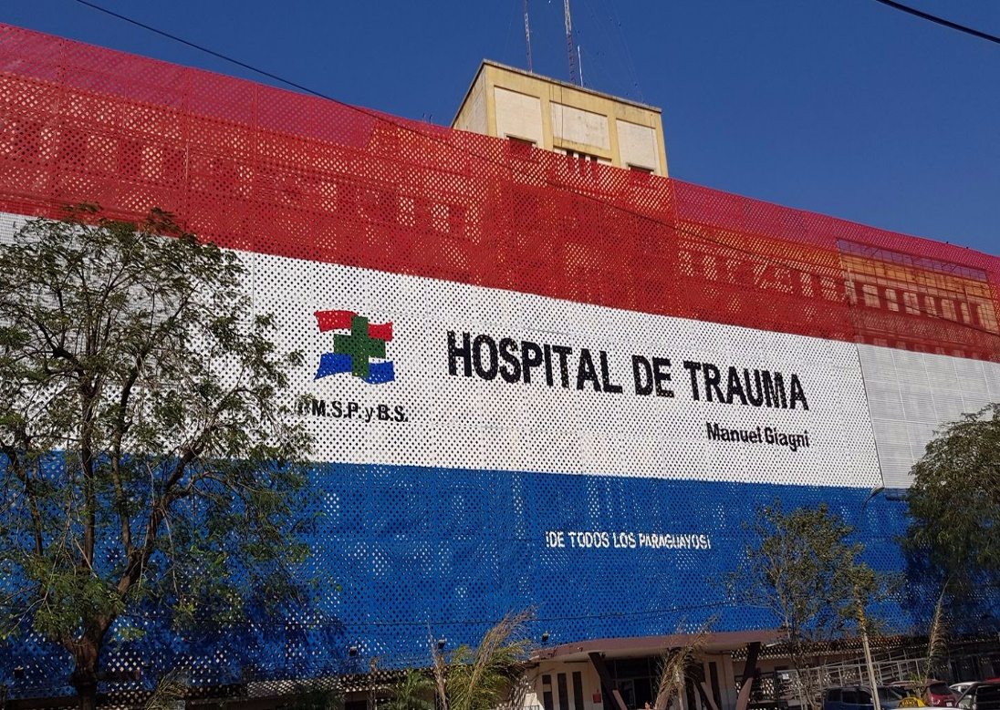 HOSPITAL DE TRAUMA
Manuel Giagni
M.S.P. y B.S.
¡DE TODOS LOS PARAGUAYOS!